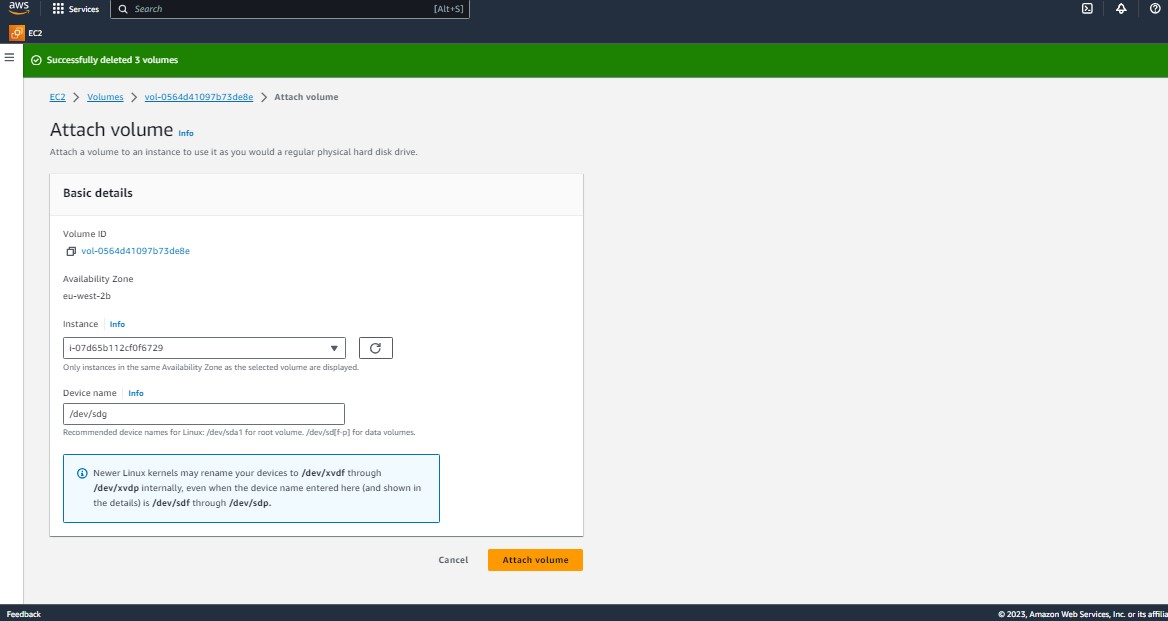 aws
Services
Search
[Alt+S]
EC2
Successfully deleted 3 volumes
EC2 > Volumes > vol-0564d41097b73de8e > Attach volume
Attach volume Info
Attach a volume to an instance to use it as you would a regular physical hard disk drive.
Basic details
Volume ID
vol-0564d41097b73de8e
Availability Zone
eu-west-2b
Instance Info
i-07d65b112cf0f6729
Only instances in the same Availability Zone as the selected volume are displayed.
Device name Info
/dev/sdg
Recommended device names for Linux: /dev/sda1 for root volume. /dev/sd[f-p] for data volumes.
Newer Linux kernels may rename your devices to /dev/xvdf through
/dev/xvdp internally, even when the device name entered here (and shown in
the details) is /dev/sdf through /dev/sdp.
Cancel
Attach volume
Feedback
© 2023, Amazon Web Services, Inc. or its affilia